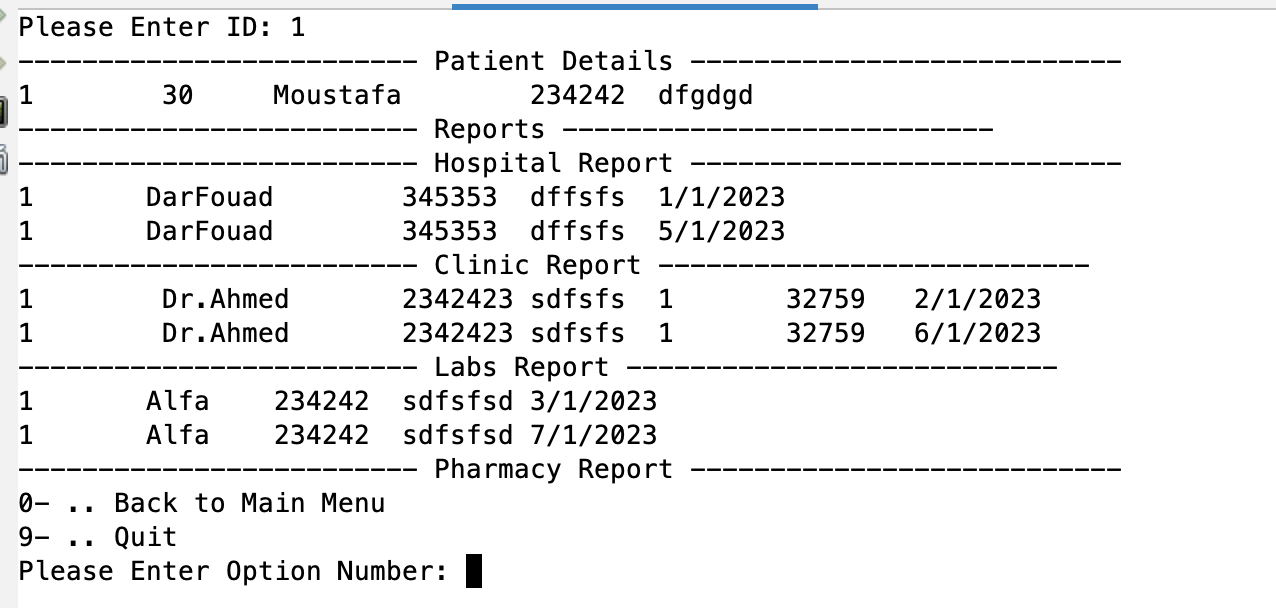 Please Enter ID: 1
------------------------- Patient Details ---------------------------
1        30     Moustafa        234242  dfgdgd
------------------------- Reports ---------------------------
------------------------- Hospital Report ---------------------------
1       DarFouad        345353  dffsfs  1/1/2023
1       DarFouad        345353  dffsfs  5/1/2023
------------------------- Clinic Report ---------------------------
1        Dr.Ahmed       2342423 sdfsfs  1       32759   2/1/2023
1        Dr.Ahmed       2342423 sdfsfs  1       32759   6/1/2023
------------------------- Labs Report ---------------------------
1       Alfa    234242  sdfsfsd 3/1/2023
1       Alfa    234242  sdfsfsd 7/1/2023
------------------------- Pharmacy Report ---------------------------
0- .. Back to Main Menu
9- .. Quit
Please Enter Option Number: